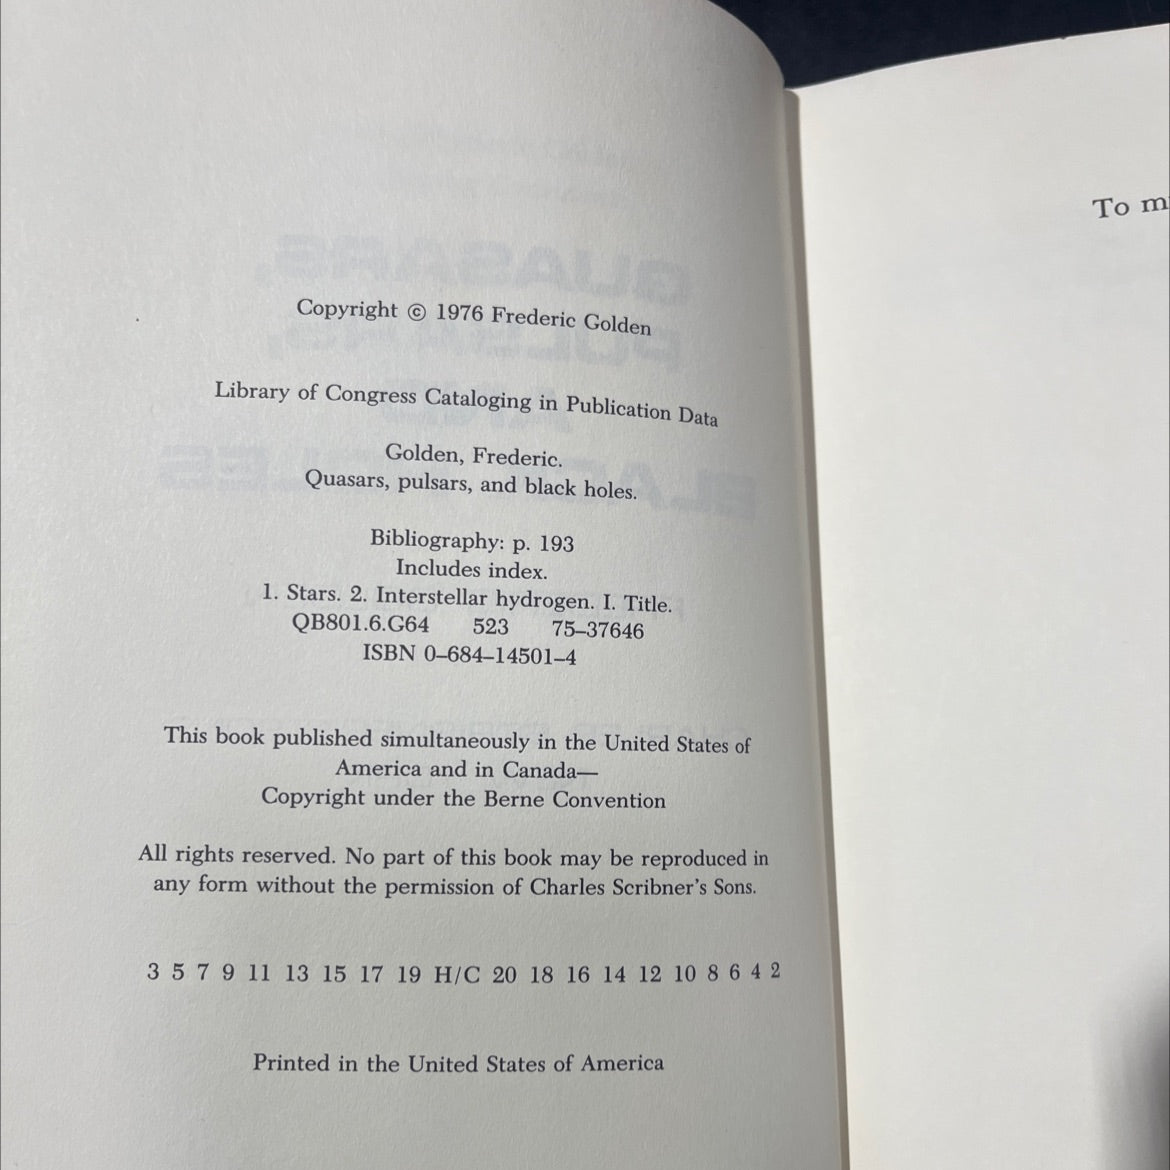 Copyright © 1976 Frederic Golden
Library of Congress Cataloging in Publication Data
Golden, Frederic.
Quasars, pulsars, and black holes.
Bibliography: p. 193
Includes index.
1. Stars. 2. Interstellar hydrogen. I. Title.
QB801.6.G64 523 75–37646
ISBN 0–684–14501–4
This book published simultaneously in the United States of
America and in Canada—
Copyright under the Berne Convention
All rights reserved. No part of this book may be reproduced in
any form without the permission of Charles Scribner's Sons.
3 5 7 9 11 13 15 17 19 H/C 20 18 16 14 12 10 8 6 4 2
Printed in the United States of America
To